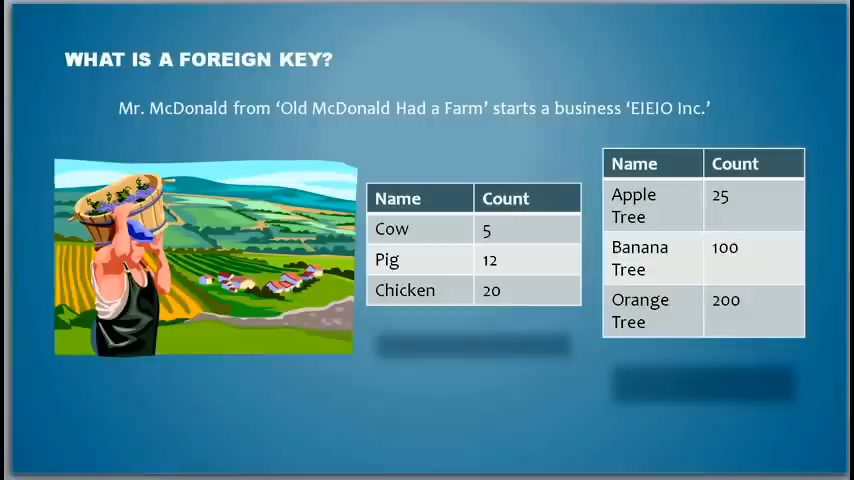 WHAT IS A FOREIGN KEY?
Mr. McDonald from ‘Old McDonald Had a Farm’ starts a business ‘EIEIO Inc.’
Name Count
Cow 5
Pig 12
Chicken 20
Name Count
Apple 25
Tree
Banana 100
Tree
Orange 200
Tree